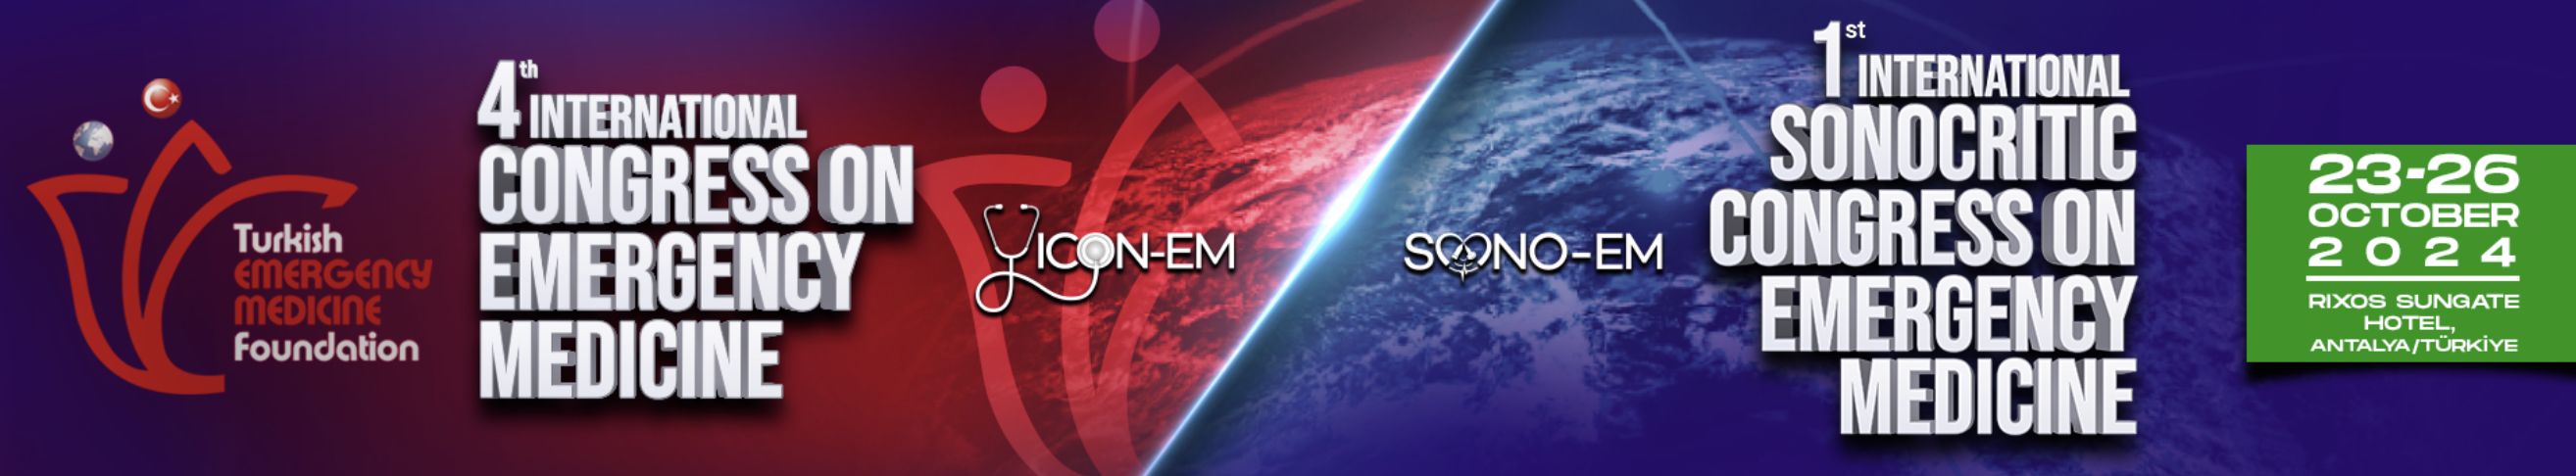 Turkish
EMERGENCY
MEDICINE
Foundation
4th INTERNATIONAL
CONGRESS ON
EMERGENCY
MEDICINE
ICON-EM
SONO-EM
1st INTERNATIONAL
SONOCRITIC
CONGRESS ON
EMERGENCY
MEDICINE
23-26
OCTOBER
2024
RIXOS SUNGATE
HOTEL,
ANTALYA/TÜRKİYE